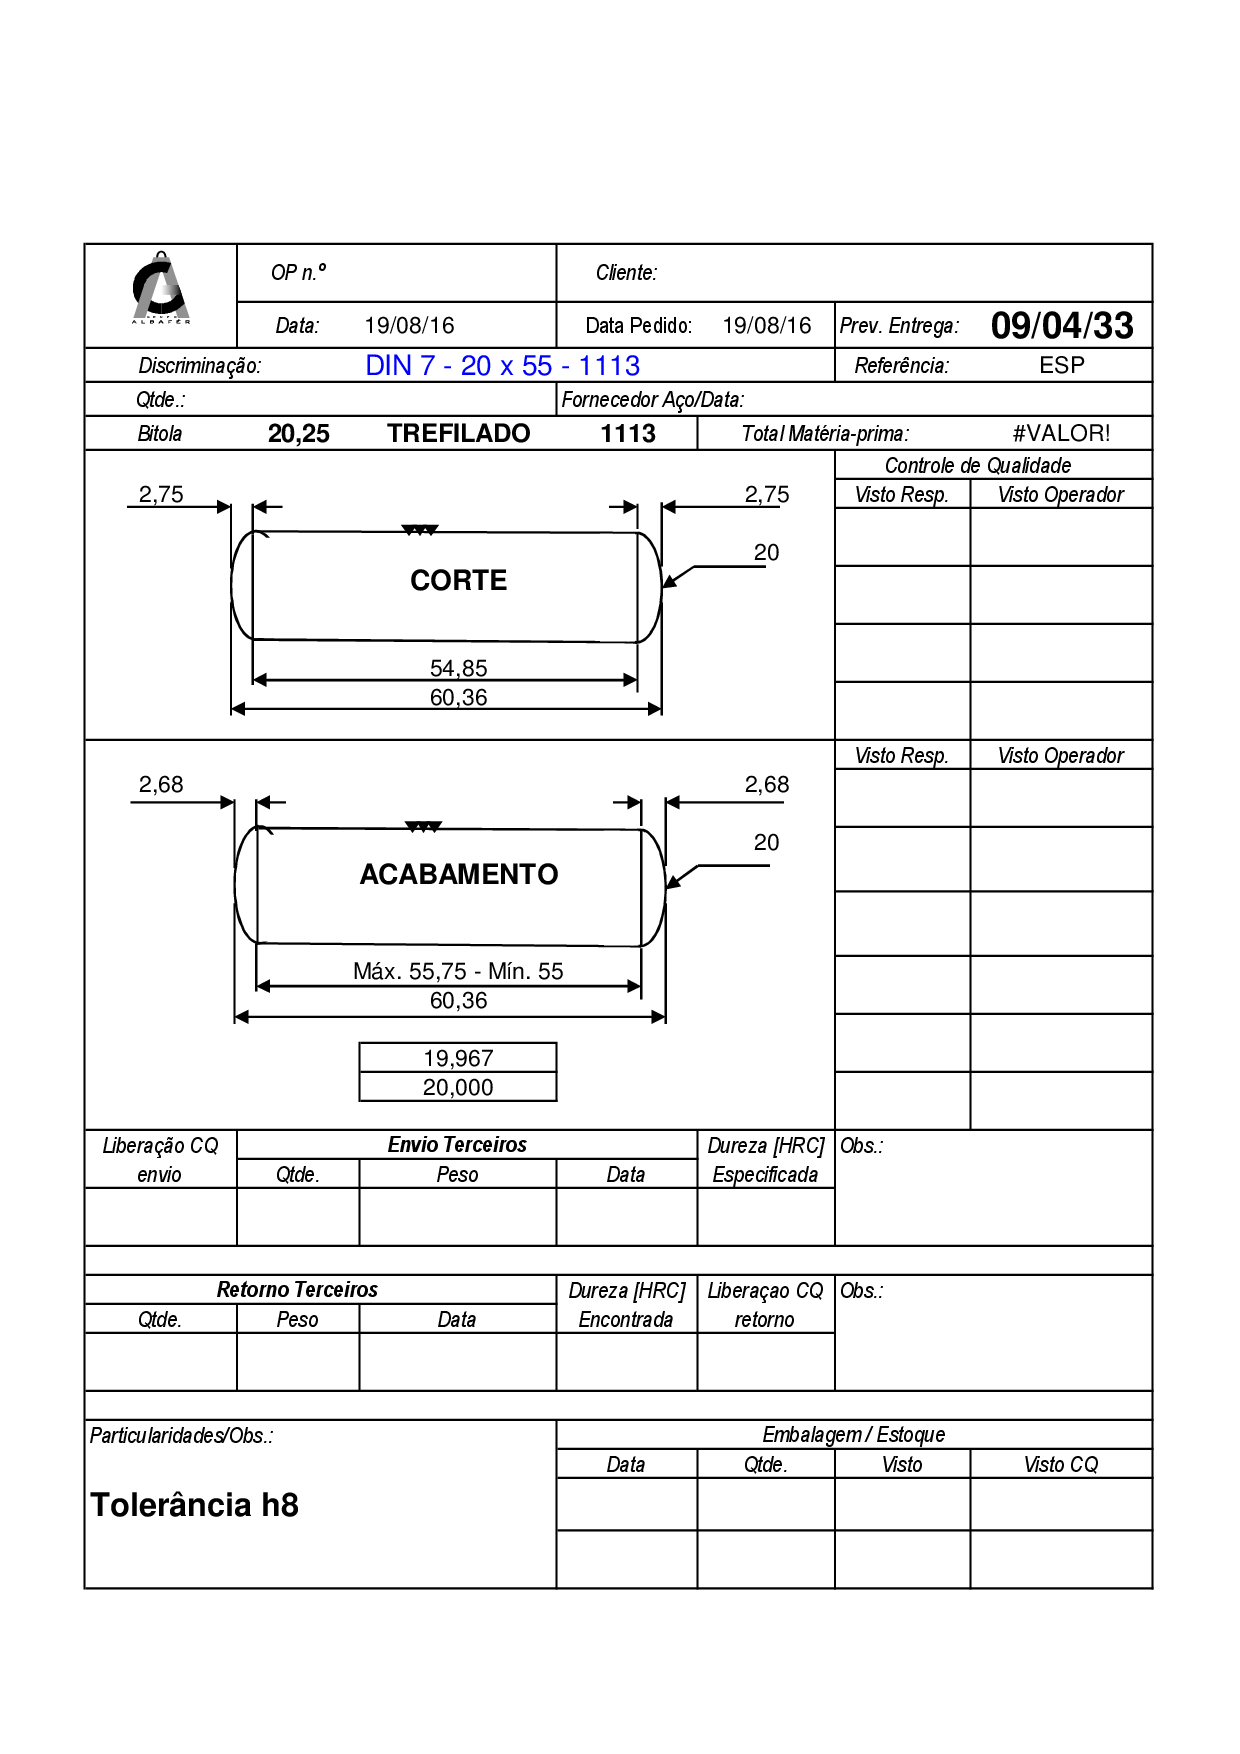 GRUPO
ALBAFÉR
OP n.º Cliente:
Data: 19/08/16 Data Pedido: 19/08/16 Prev. Entrega: 09/04/33
Discriminação: DIN 7 - 20 x 55 - 1113 Referência: ESP
Qtde.: Fornecedor Aço/Data:
Bitola 20,25 TREFILADO 1113 Total Matéria-prima: #VALOR!
Controle de Qualidade
2,75 2,75 Visto Resp. Visto Operador
20
CORTE
54,85
60,36
Visto Resp. Visto Operador
2,68 2,68
20
ACABAMENTO
Máx. 55,75 - Mín. 55
60,36
19,967
20,000
Liberação CQ Envio Terceiros Dureza [HRC] Obs.:
envio Qtde. Peso Data Especificada
Retorno Terceiros Dureza [HRC] Liberaçao CQ Obs.:
Qtde. Peso Data Encontrada retorno
Particularidades/Obs.: Embalagem / Estoque
Data Qtde. Visto Visto CQ
Tolerância h8